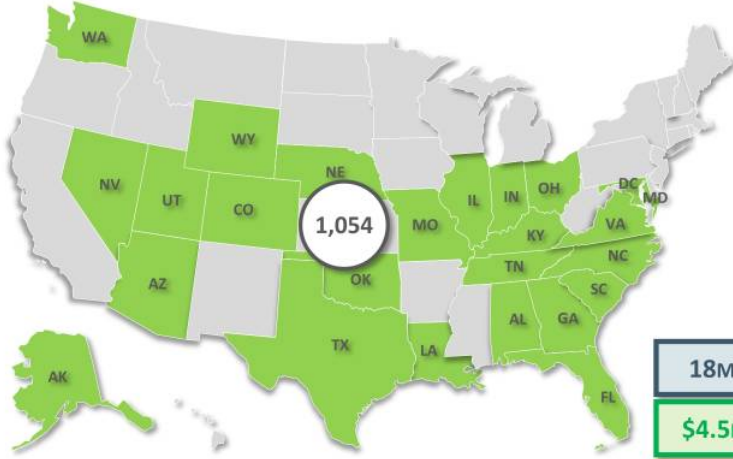 WA
WY
NE
NV
UT
CO
1,054
MO
IL
IN
OH
DC
MD
KY
VA
AZ
OK
TN
NC
SC
TX
LA
AL
GA
AK
FL
18M
$4.5